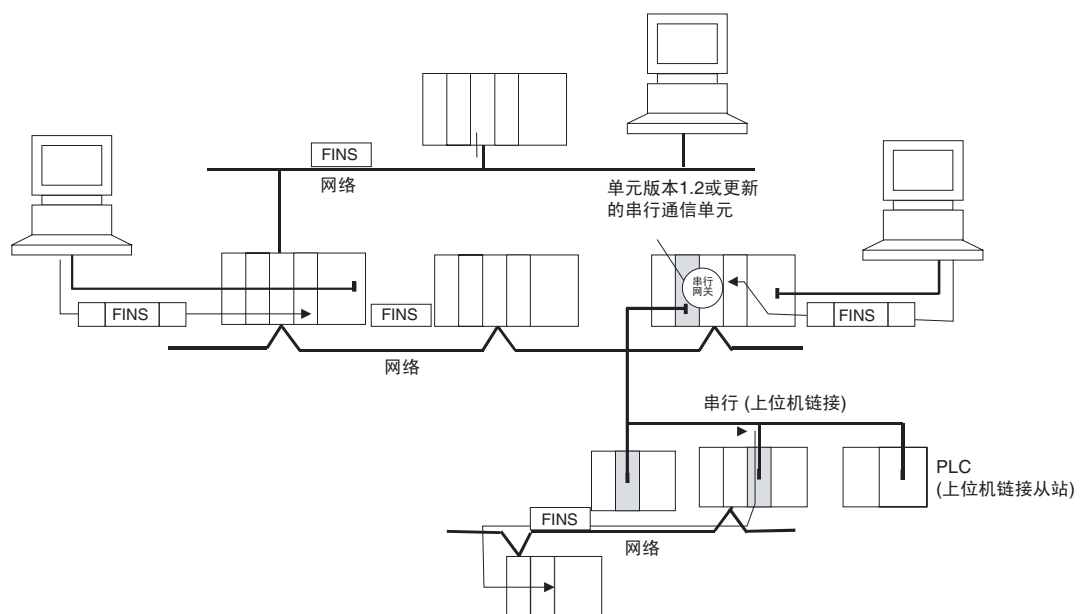 FINS
网络
单元版本1.2或更新
的串行通信单元
串行
网关
FINS
FINS
FINS
网络
串行 (上位机链接)
PLC
(上位机链接从站)
FINS
网络